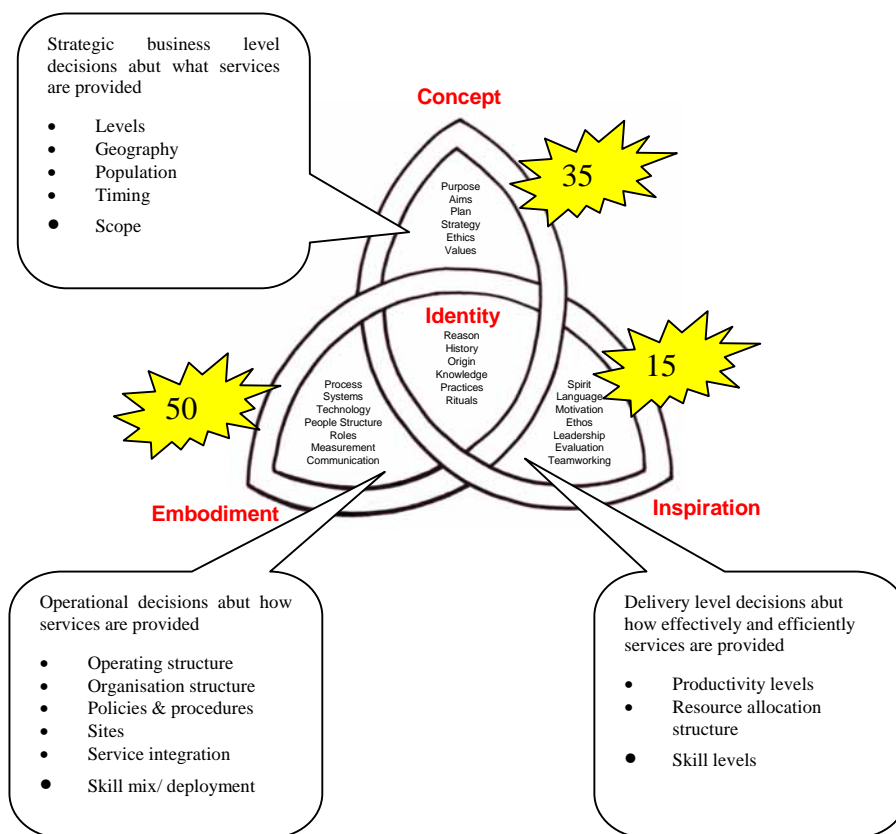 Strategic business level
decisions abut what services
are provided
• Levels
• Geography
• Population
• Timing
• Scope
Concept
35
Purpose
Aims
Plan
Strategy
Ethics
Values
Identity
Reason
History
Origin
Knowledge
Practices
Rituals
50
Process
Systems
Technology
People Structure
Roles
Measurement
Communication
15
Spirit
Language
Motivation
Ethos
Leadership
Evaluation
Teamworking
Embodiment
Inspiration
Operational decisions abut how
services are provided
• Operating structure
• Organisation structure
• Policies & procedures
• Sites
• Service integration
• Skill mix/ deployment
Delivery level decisions abut
how effectively and efficiently
services are provided
• Productivity levels
• Resource allocation
structure
• Skill levels